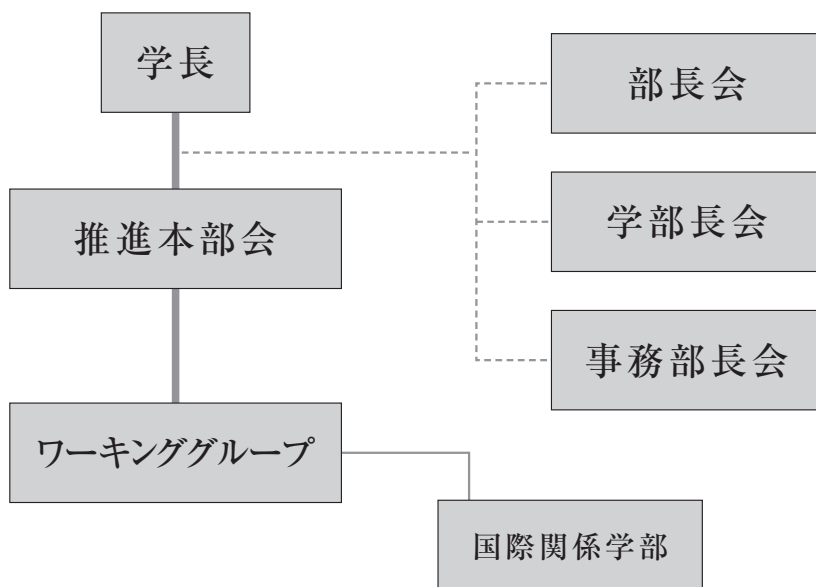 学長
部長会
推進本部会
学部長会
事務部長会
ワーキンググループ
国際関係学部